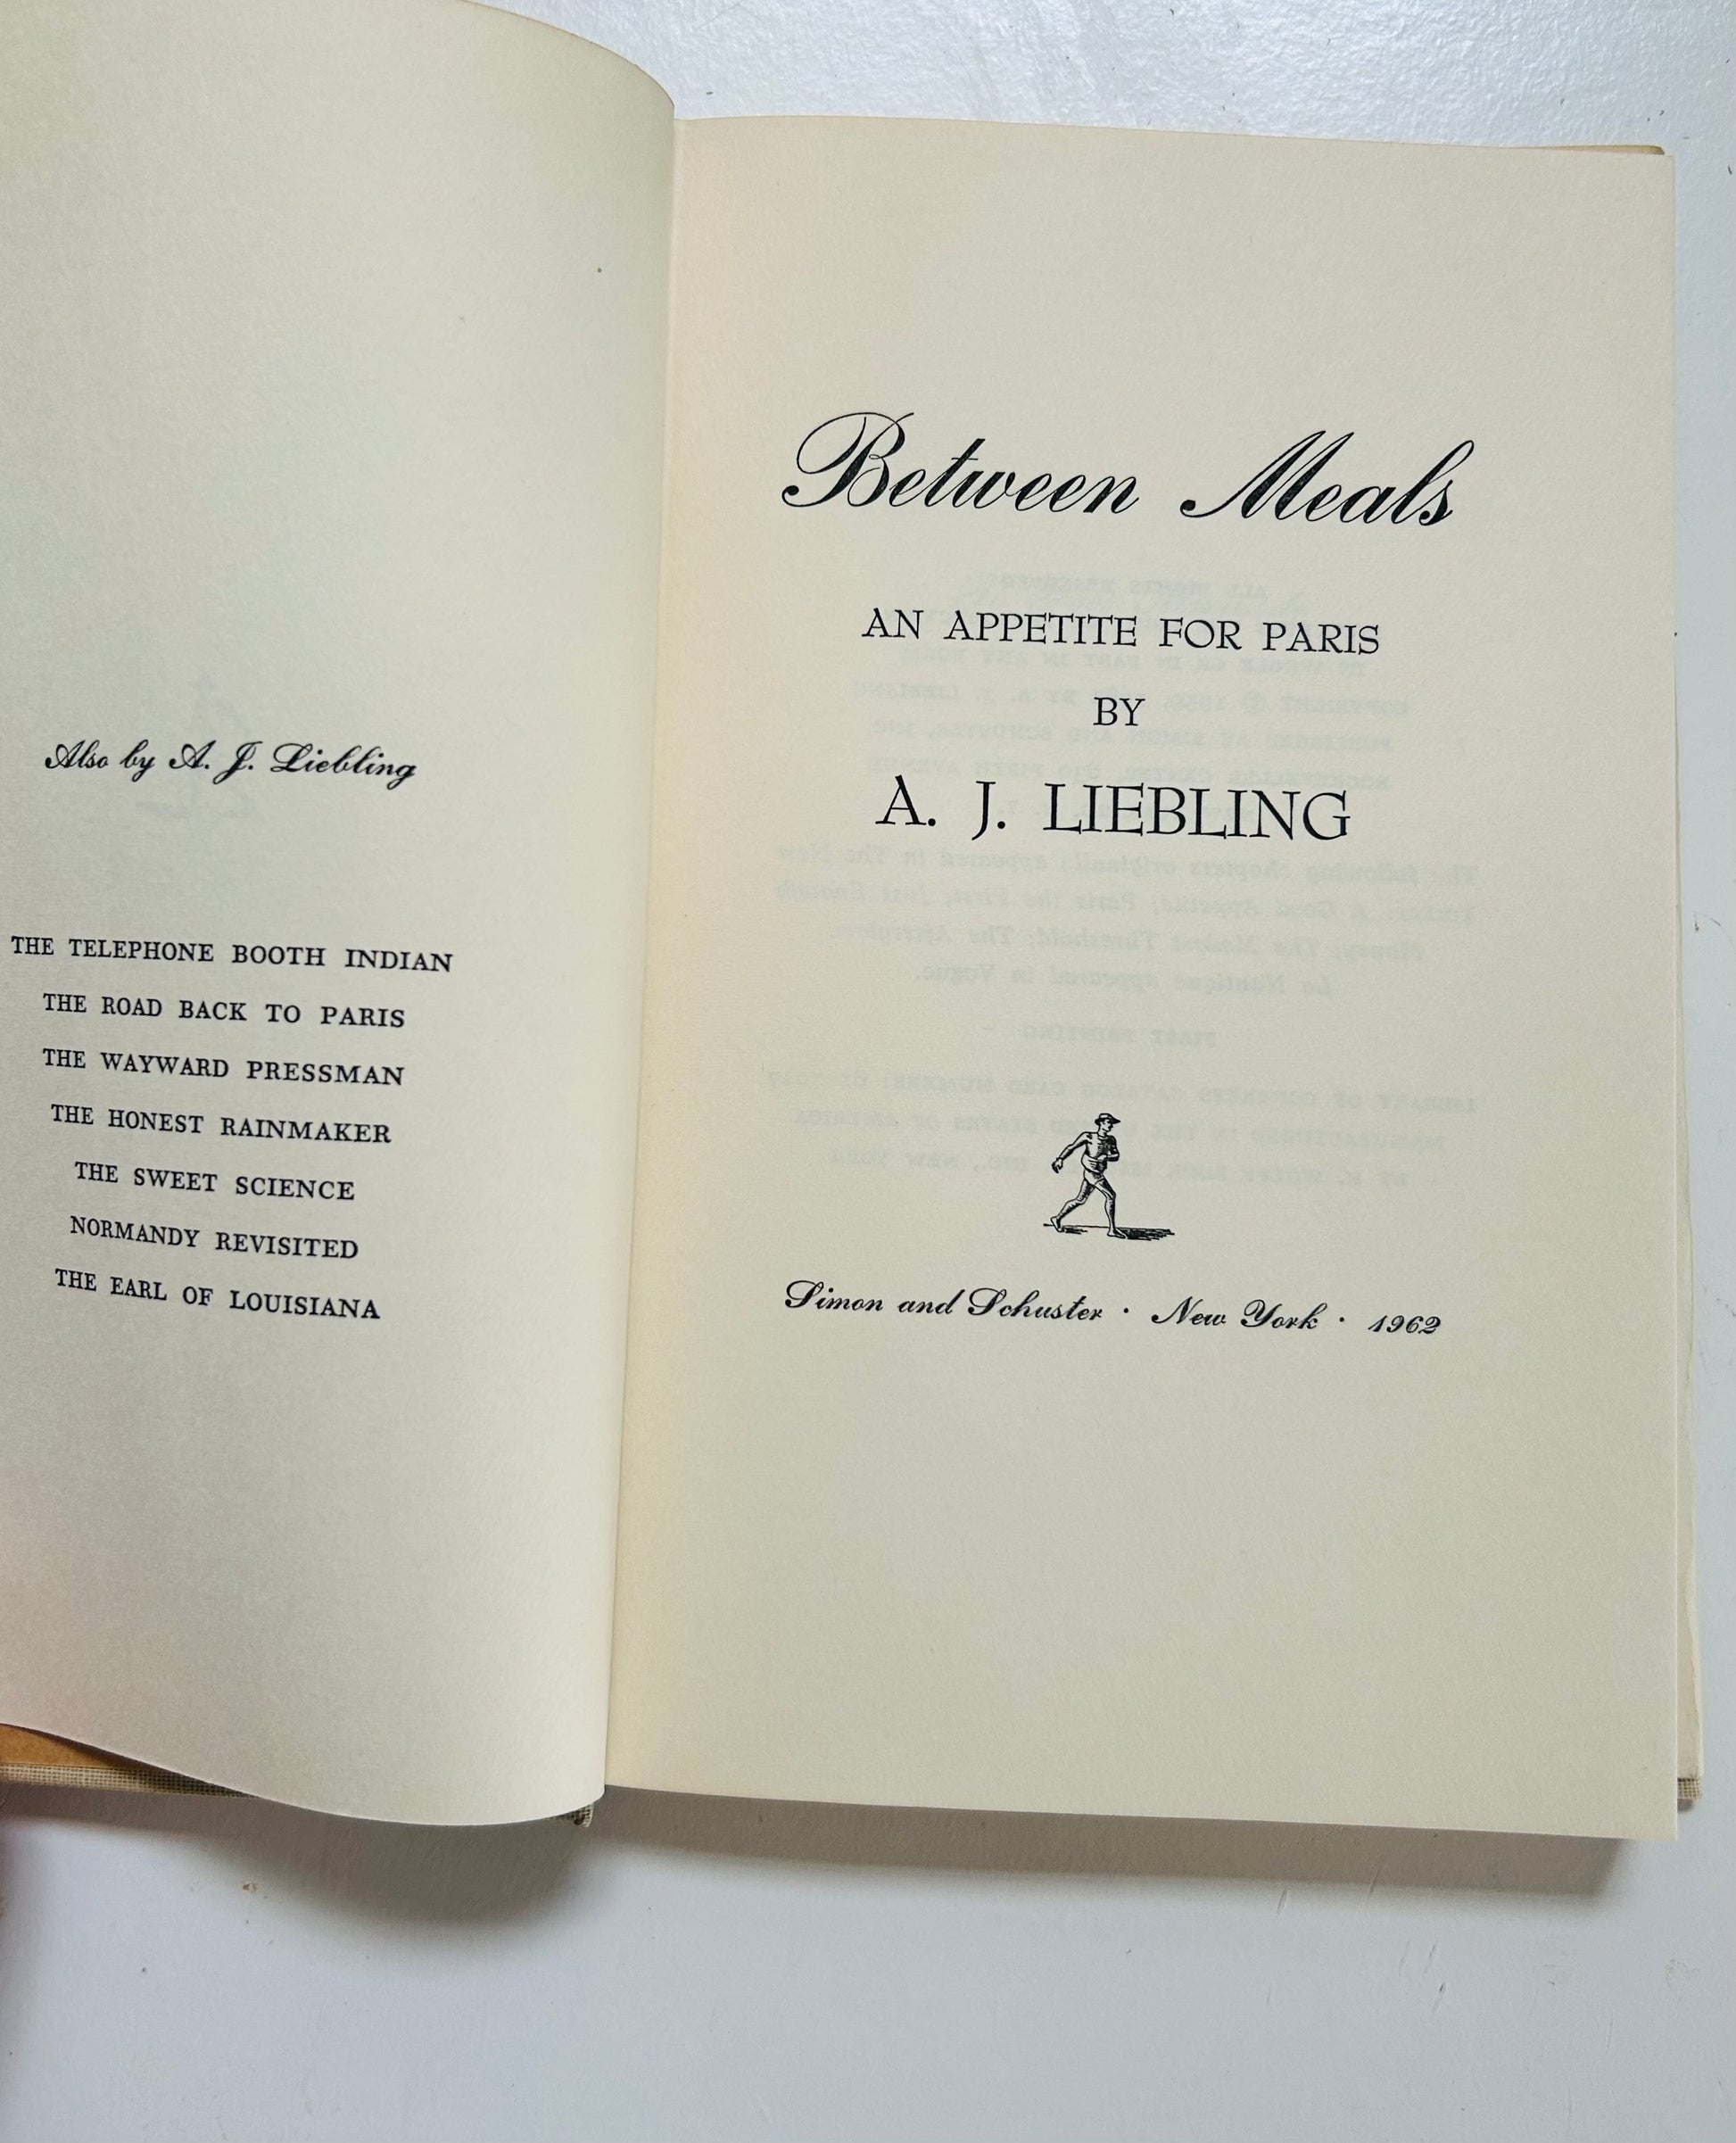 Also by A. J. Liebling
THE TELEPHONE BOOTH INDIAN
THE ROAD BACK TO PARIS
THE WAYWARD PRESSMAN
THE HONEST RAINMAKER
THE SWEET SCIENCE
NORMANDY REVISITED
THE EARL OF LOUISIANA
Between Meals
AN APPETITE FOR PARIS
BY
A. J. LIEBLING
Simon and Schuster · New York · 1962